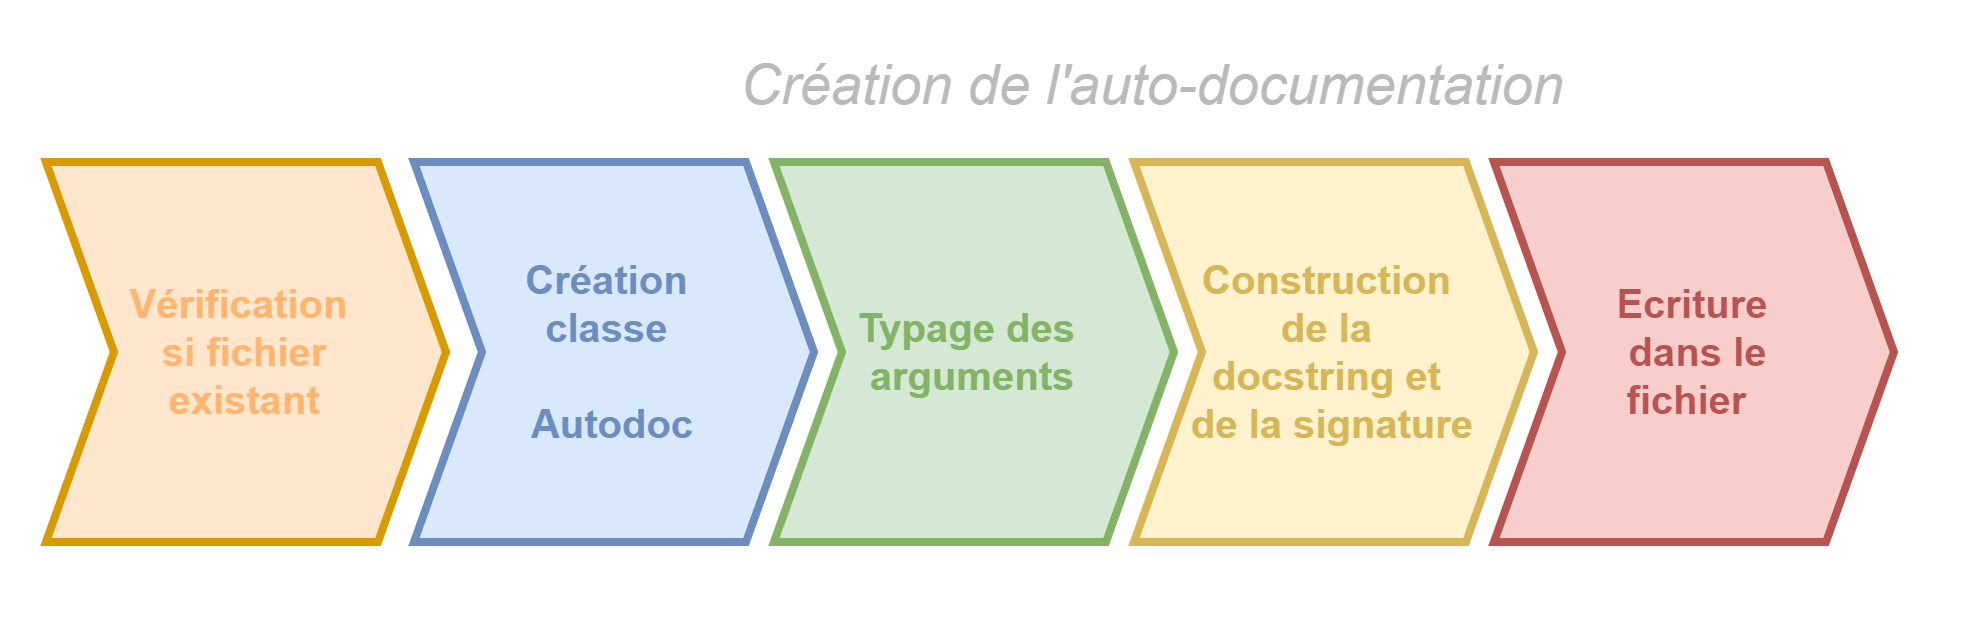 Création de l'auto-documentation
Vérification
si fichier
existant
Création
classe
Autodoc
Typage des
arguments
Construction
de la
docstring et
de la signature
Ecriture
dans le
fichier